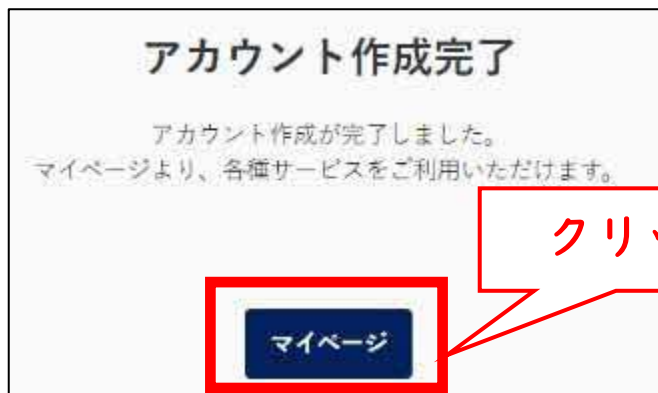 アカウント作成完了
アカウント作成が完了しました。
マイページより、各種サービスをご利用いただけます。
クリ
マイページ